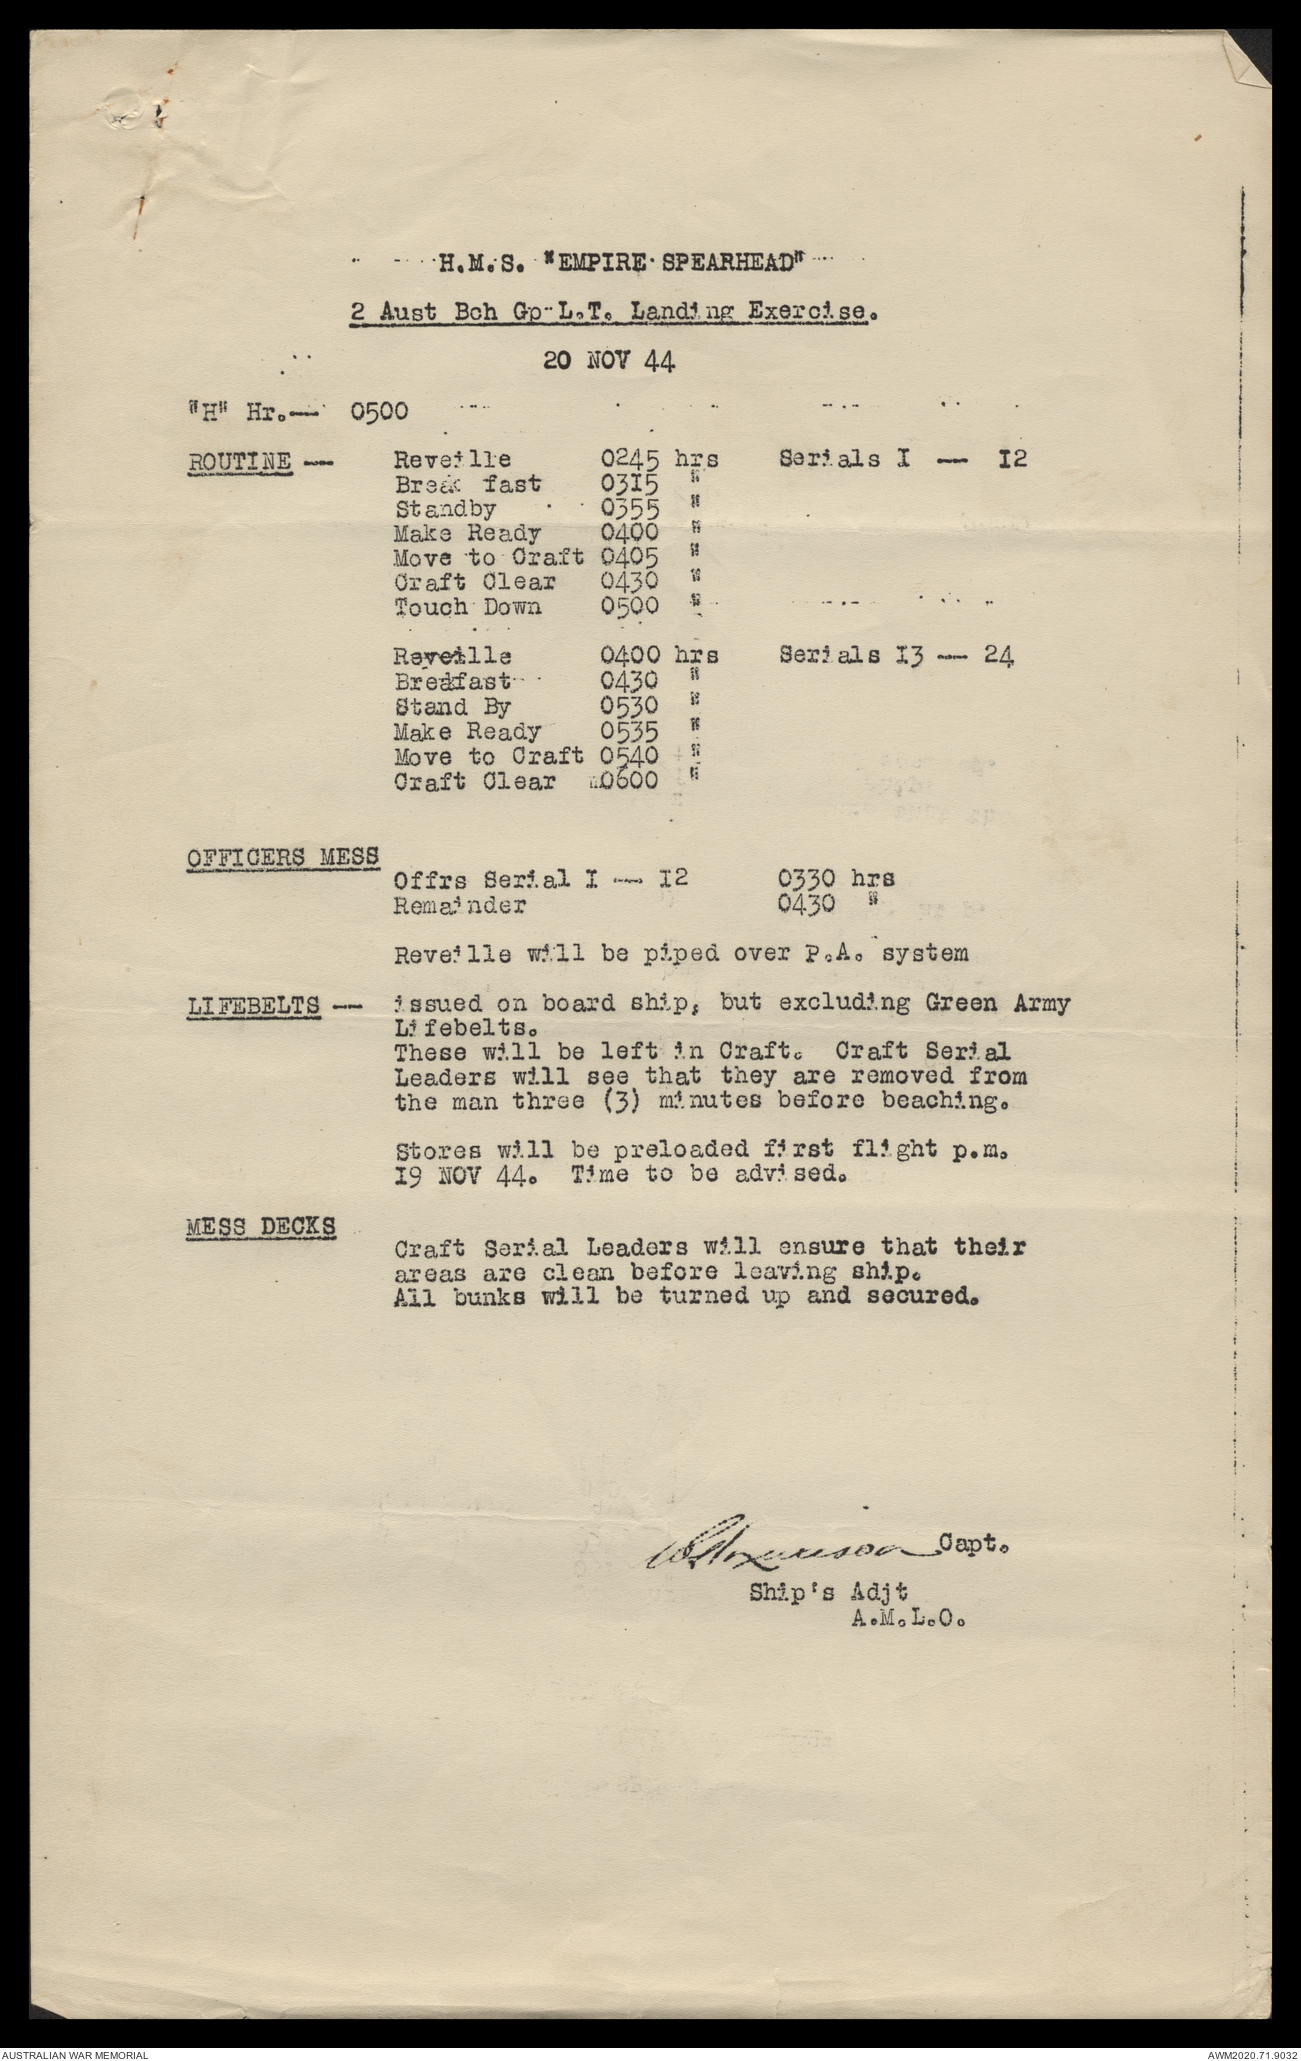 H.M.S. "EMPIRE SPEARHEAD"
2 Aust Bch Gp L.T. Landing Exercise.
20 NOV 44
"H" Hr.— 0500
ROUTINE — Reveille 0245 hrs Serials I — I2
Break fast 03I5 "
Standby 0355 "
Make Ready 0400 "
Move to Craft 0405 "
Craft Clear 0430 "
Touch Down 0500 "
Reveille 0400 hrs Serials I3 — 24
Breafast 0430 "
Stand By 0530 "
Make Ready 0535 "
Move to Craft 0540 "
Craft Clear 0600 "
OFFICERS MESS
Offrs Serial I — I2 0330 hrs
Remainder 0430 "
Reveille will be piped over P.A. system
LIFEBELTS — issued on board ship, but excluding Green Army
Lifebelts.
These will be left in Craft. Craft Serial
Leaders will see that they are removed from
the man three (3) minutes before beaching.
Stores will be preloaded first flight p.m.
I9 NOV 44. Time to be advised.
MESS DECKS
Craft Serial Leaders will ensure that their
areas are clean before leaving ship.
All bunks will be turned up and secured.
Capt.
Ship's Adjt
A.M.L.O.
AUSTRALIAN WAR MEMORIAL AWM2020.71.9032